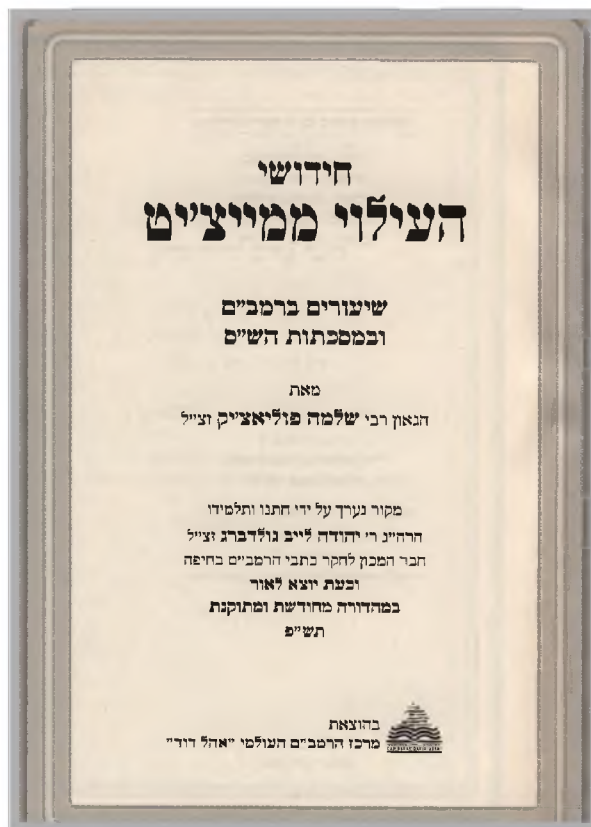 חידושי
העילוי ממייצ׳יט
שיעורים ברמב״ם
ובמסכתות הש״ס
מאת
הגאון רבי שלמה פוליאצ׳יק זצ״ל
מקור נערך על ידי חתנו ותלמידו
הרה״ג ר׳ יהודה לייב גולדברג זצ״ל
חבר המכון לחקר כתבי הרמב״ם בחיפה
וכעת יוצא לאור
במהדורה מחודשת ומתוקנת
תש״פ
בהוצאת
מרכז הרמב״ם העולמי ״אהל דוד״